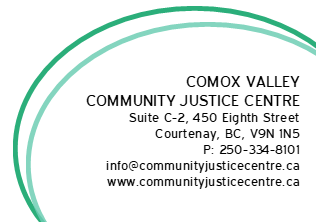 COMOX VALLEY
COMMUNITY JUSTICE CENTRE
Suite C-2, 450 Eighth Street
Courtenay, BC, V9N 1N5
P: 250-334-8101
info@communityjusticecentre.ca
www.communityjusticecentre.ca